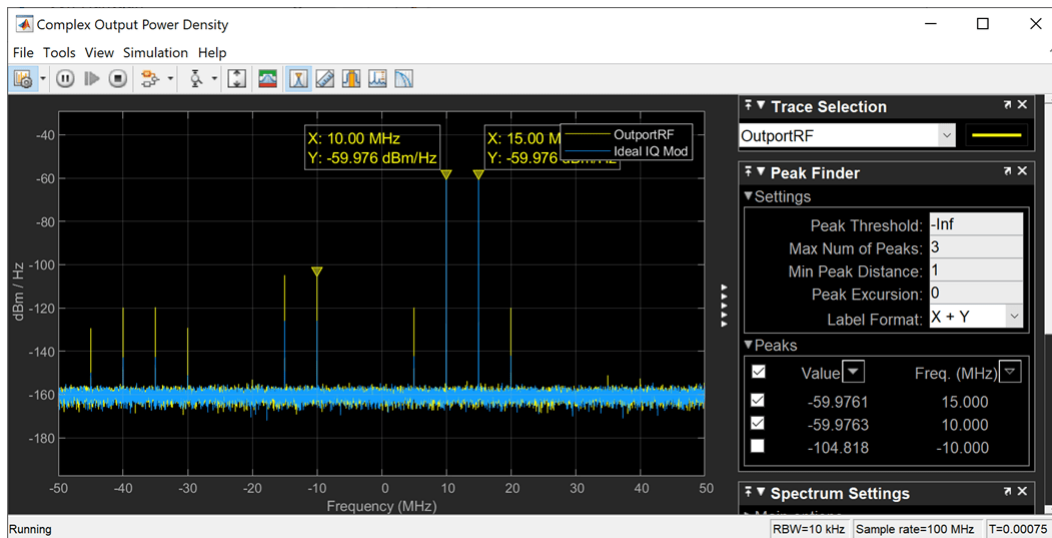 Complex Output Power Density
File Tools View Simulation Help
-40
-60
-80
-100
-120
-140
-160
-180
dBm / Hz
-50 -40 -30 -20 -10 0 10 20 30 40 50
Frequency (MHz)
X: 10.00 MHz
Y: -59.976 dBm/Hz
X: 15.00 M
Y: -59.976
OutportRF
Ideal IQ Mod
Trace Selection
OutportRF
Peak Finder
Settings
Peak Threshold: -Inf
Max Num of Peaks: 3
Min Peak Distance: 1
Peak Excursion: 0
Label Format: X + Y
Peaks
Value Freq. (MHz)
-59.9761 15.000
-59.9763 10.000
-104.818 -10.000
Spectrum Settings
Running
RBW=10 kHz Sample rate=100 MHz T=0.00075